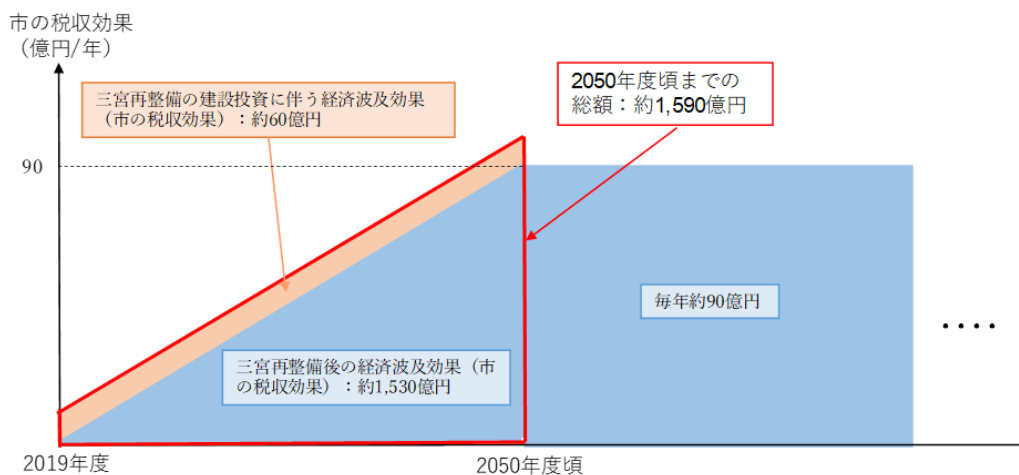 市の税収効果
（億円/年）
三宮再整備の建設投資に伴う経済波及効果
（市の税収効果）：約60億円
2050年度頃までの
総額：約1,590億円
90
毎年約90億円
・・・・
三宮再整備後の経済波及効果（市
の税収効果）：約1,530億円
2019年度
2050年度頃